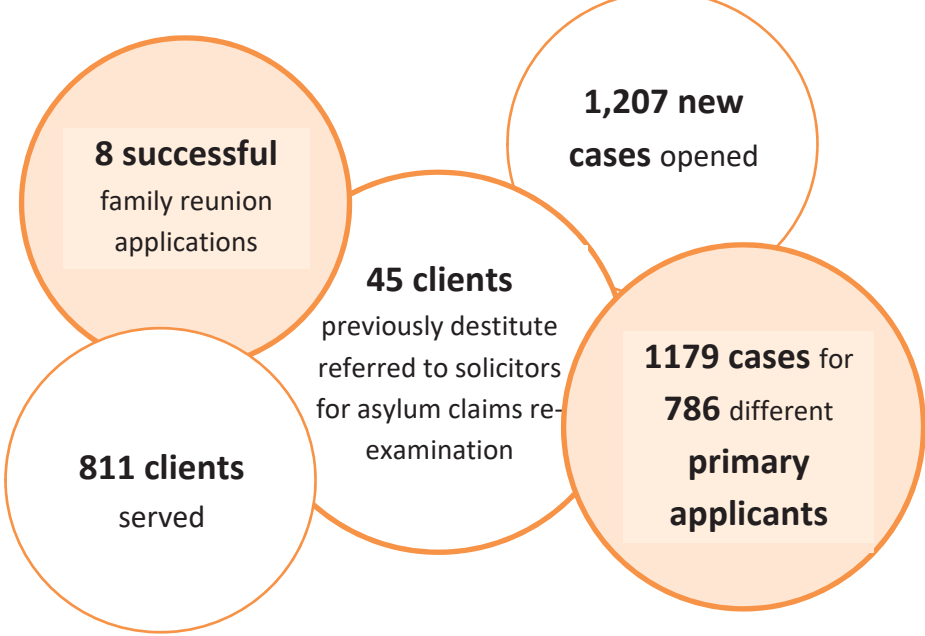 8 successful
family reunion
applications
1,207 new
cases opened
45 clients
previously destitute
referred to solicitors
for asylum claims re-
examination
1179 cases for
786 different
primary
applicants
811 clients
served